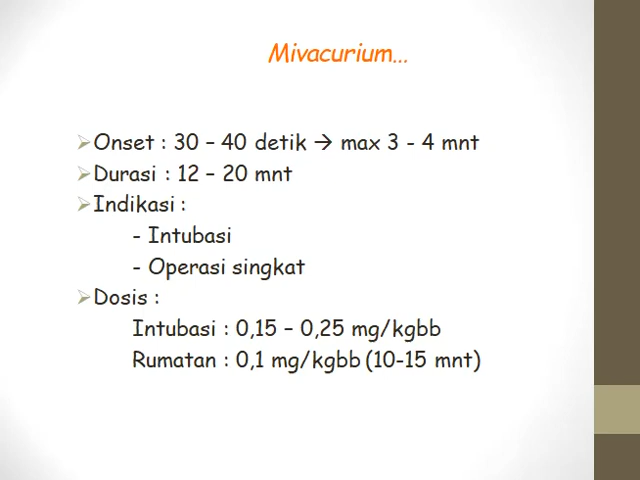 Mivacurium...
Onset : 30 – 40 detik → max 3 - 4 mnt
Durasi : 12 – 20 mnt
Indikasi :
- Intubasi
- Operasi singkat
Dosis :
Intubasi : 0,15 – 0,25 mg/kgbb
Rumatan : 0,1 mg/kgbb (10-15 mnt)